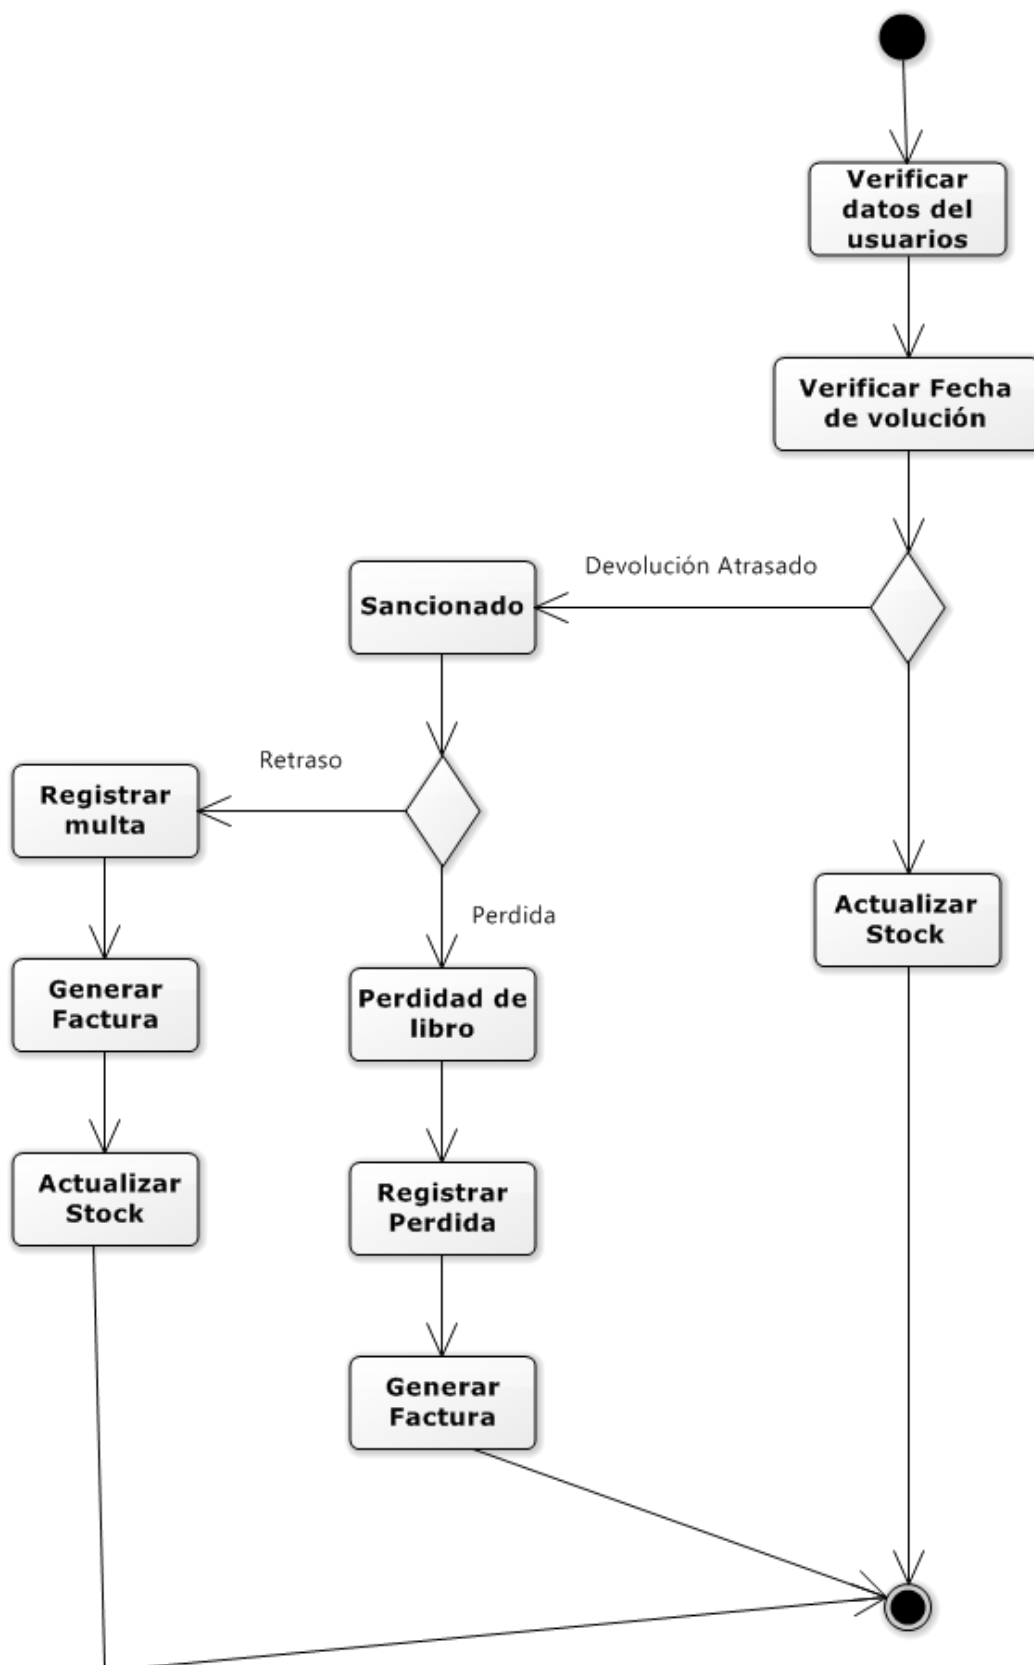 Verificar
datos del
usuarios
Verificar Fecha
de volución
Devolución Atrasado
Sancionado
Retraso
Registrar
multa
Perdida
Actualizar
Stock
Generar
Factura
Perdidad de
libro
Actualizar
Stock
Registrar
Perdida
Generar
Factura